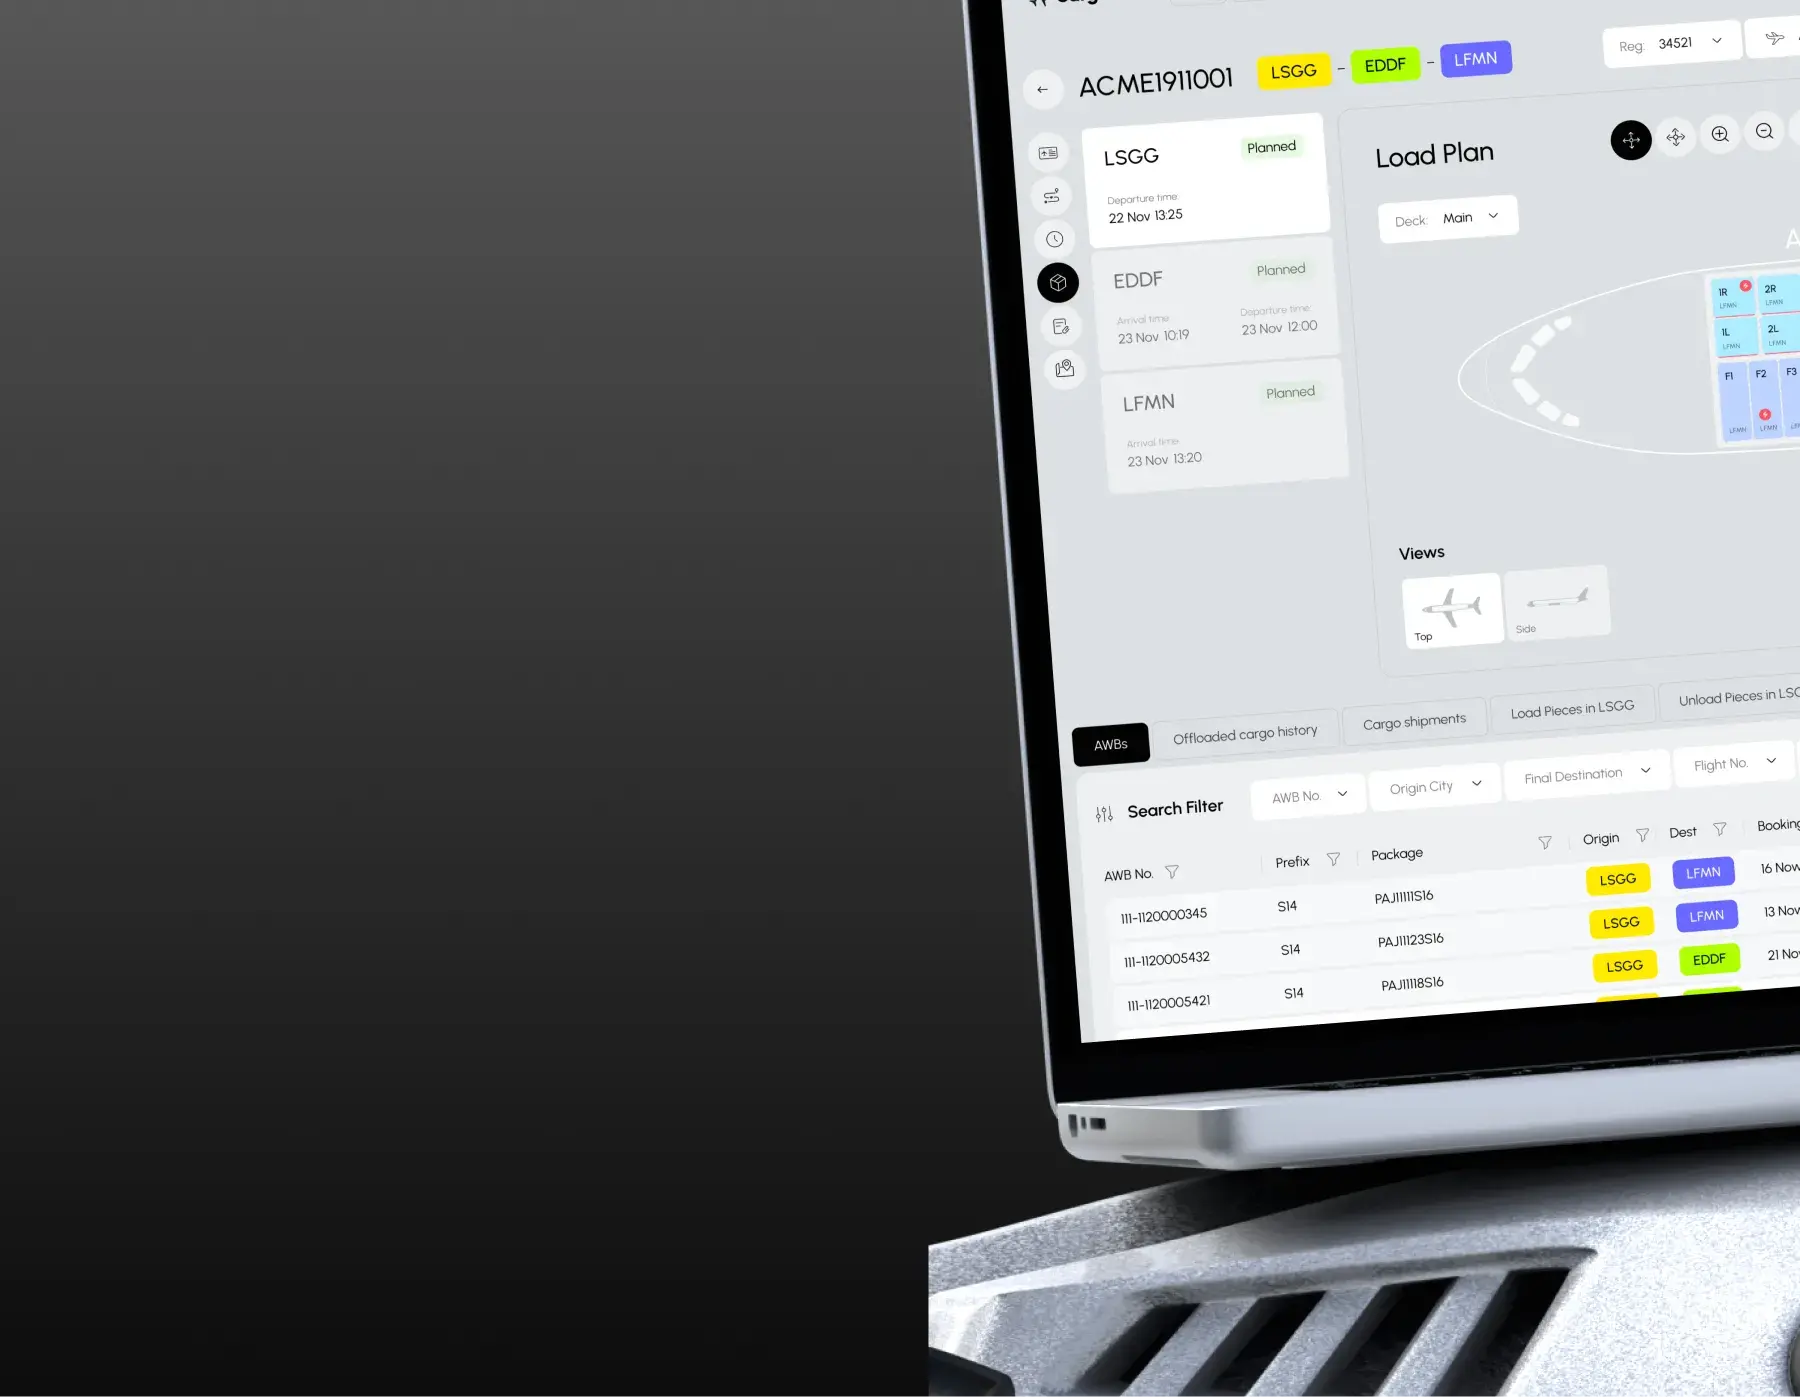 ACME1911001
LSGG – EDDF – LFMN
Reg: 34521
LSGG Planned
Departure time:
22 Nov 13:25
EDDF Planned
Arrival time: Departure time:
23 Nov 10:19 23 Nov 12:00
LFMN Planned
Arrival time:
23 Nov 13:20
Load Plan
Deck: Main
1R 2R
LFMN LFMN
1L 2L
LFMN LFMN
F1 F2 F3
LFMN LFMN
Views
Top Side
AWBs Offloaded cargo history Cargo shipments Load Pieces in LSGG Unload Pieces in
Search Filter AWB No. Origin City Final Destination Flight No.
AWB No. Prefix Package Origin Dest Booking
111-1120000345 S14 PAJ11111S16 LSGG LFMN 16 Nov
111-1120005432 S14 PAJ11123S16 LSGG LFMN 13 Nov
111-1120005421 S14 PAJ11118S16 LSGG EDDF 21 Nov